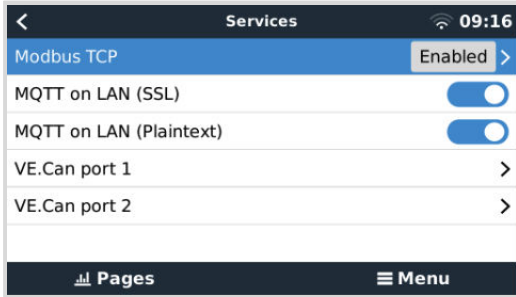 Services 09:16
Modbus TCP Enabled
MQTT on LAN (SSL)
MQTT on LAN (Plaintext)
VE.Can port 1
VE.Can port 2
Pages Menu